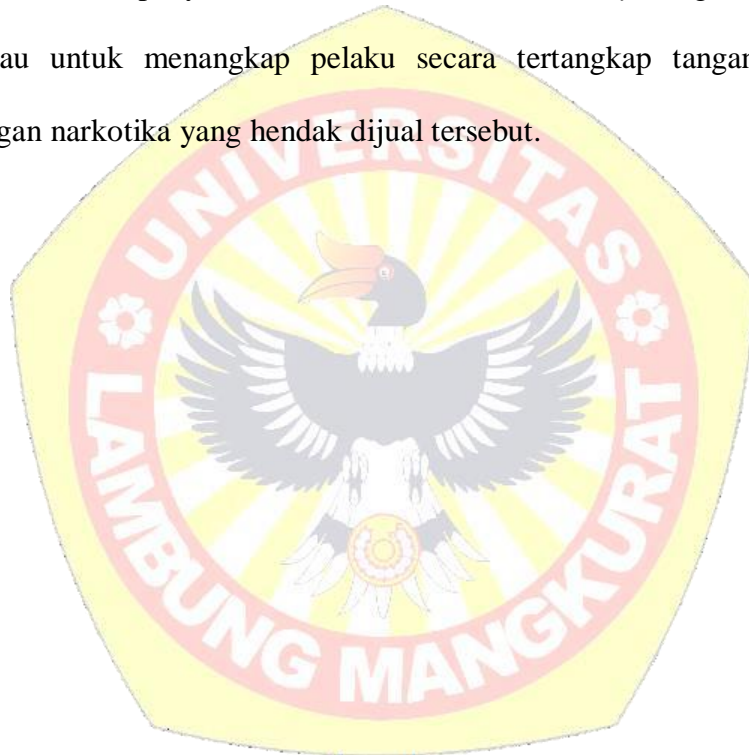 au untuk menangkap pelaku secara tertangkap tangan
gan narkotika yang hendak dijual tersebut.
UNIVERSITAS
LAMBUNG MANGKURAT